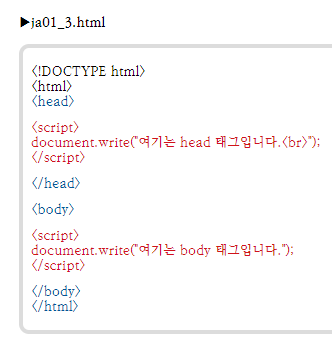 ▶ja01_3.html
<!DOCTYPE html>
<html>
<head>
<script>
document.write("여기는 head 태그입니다.<br>");
</script>
</head>
<body>
<script>
document.write("여기는 body 태그입니다.");
</script>
</body>
</html>